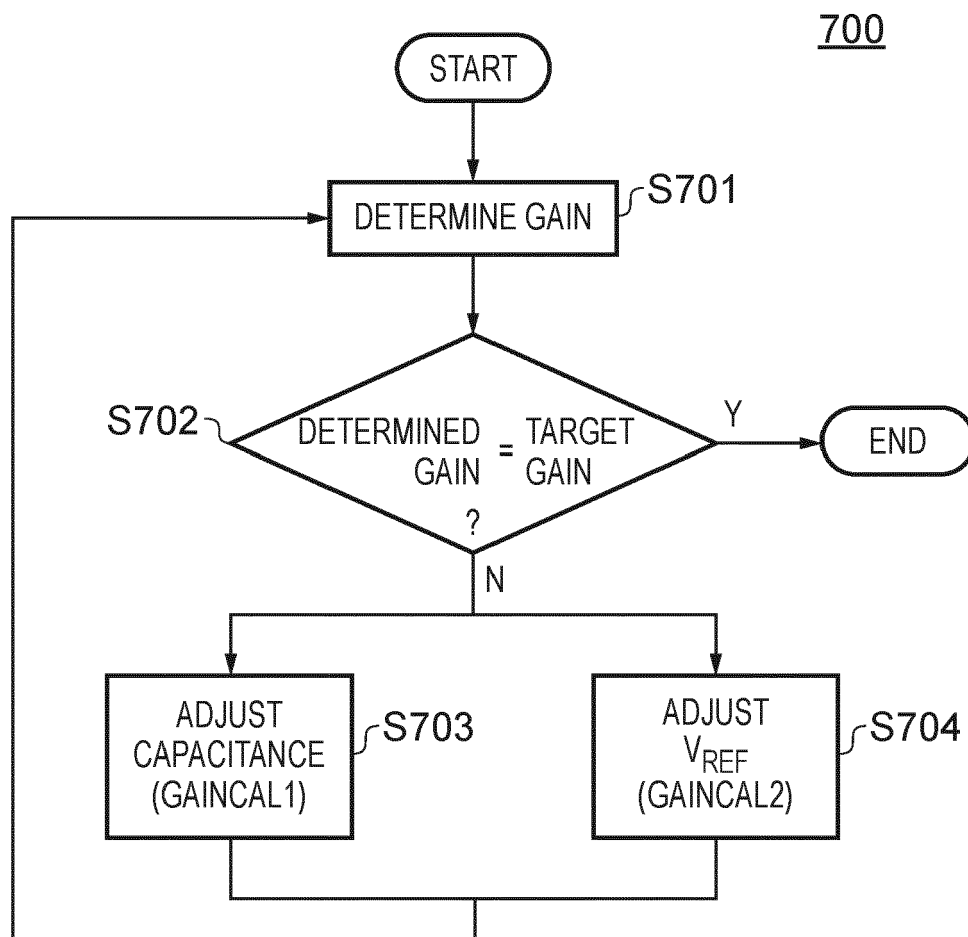 700
START
DETERMINE GAIN
S701
S702
DETERMINED GAIN = TARGET GAIN
?
Y
END
N
ADJUST
CAPACITANCE
(GAINCAL1)
S703
ADJUST
VREF
(GAINCAL2)
S704